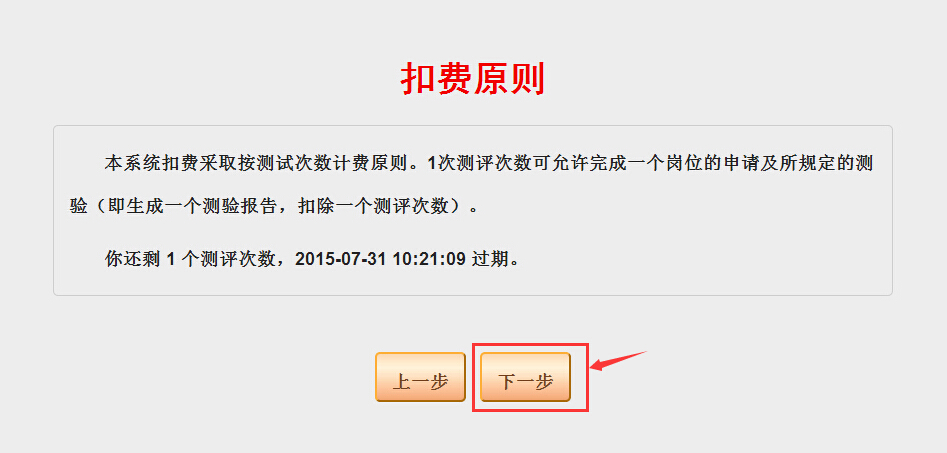 扣费原则
本系统扣费采取按测试次数计费原则。1次测评次数可允许完成一个岗位的申请及所规定的测
验（即生成一个测验报告，扣除一个测评次数）。
你还剩 1 个测评次数，2015-07-31 10:21:09 过期。
上一步 下一步